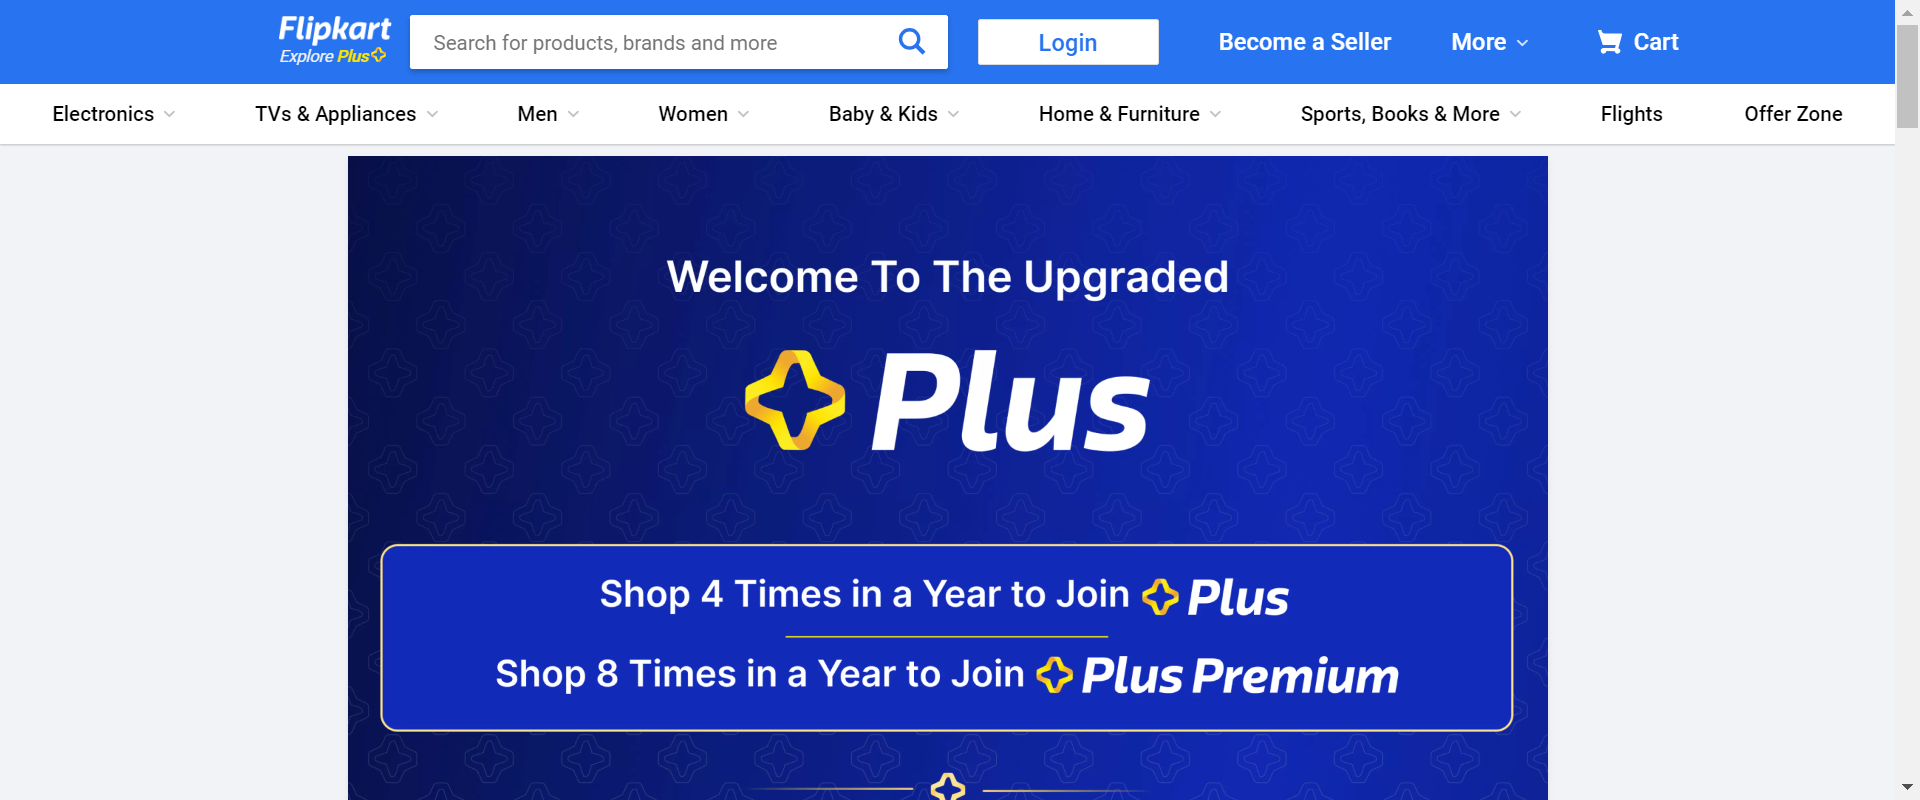 Flipkart
Explore Plus
Search for products, brands and more
Login
Become a Seller
More
Cart
Electronics
TVs & Appliances
Men
Women
Baby & Kids
Home & Furniture
Sports, Books & More
Flights
Offer Zone
Welcome To The Upgraded
Plus
Shop 4 Times in a Year to Join Plus
Shop 8 Times in a Year to Join Plus Premium